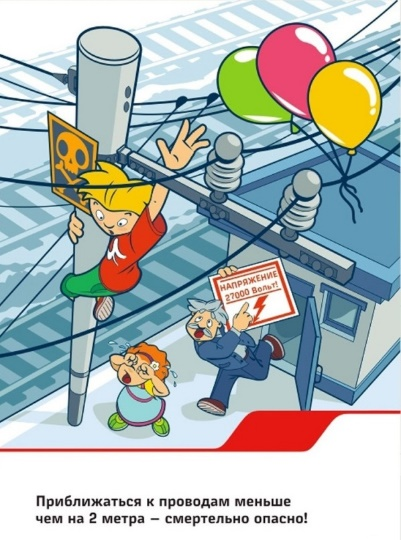 НАПРЯЖЕНИЕ
27000 Вольт!
Приближаться к проводам меньше
чем на 2 метра – смертельно опасно!